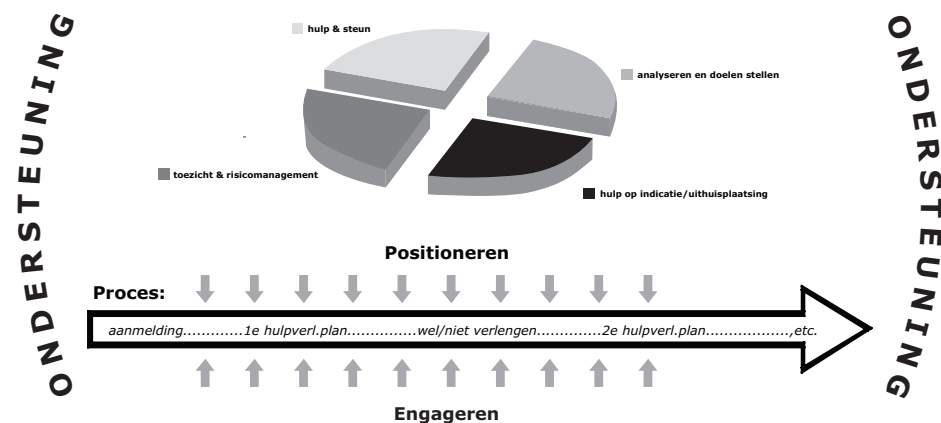 ONDERSTEUNING
hulp & steun
analyseren en doelen stellen
toezicht & risicomanagement
hulp op indicatie/uithuisplaatsing
ONDERSTEUNING
Positioneren
Proces:
aanmelding.............1e hulpverl.plan...............wel/niet verlengen..............2e hulpverl.plan..................,etc.
Engageren